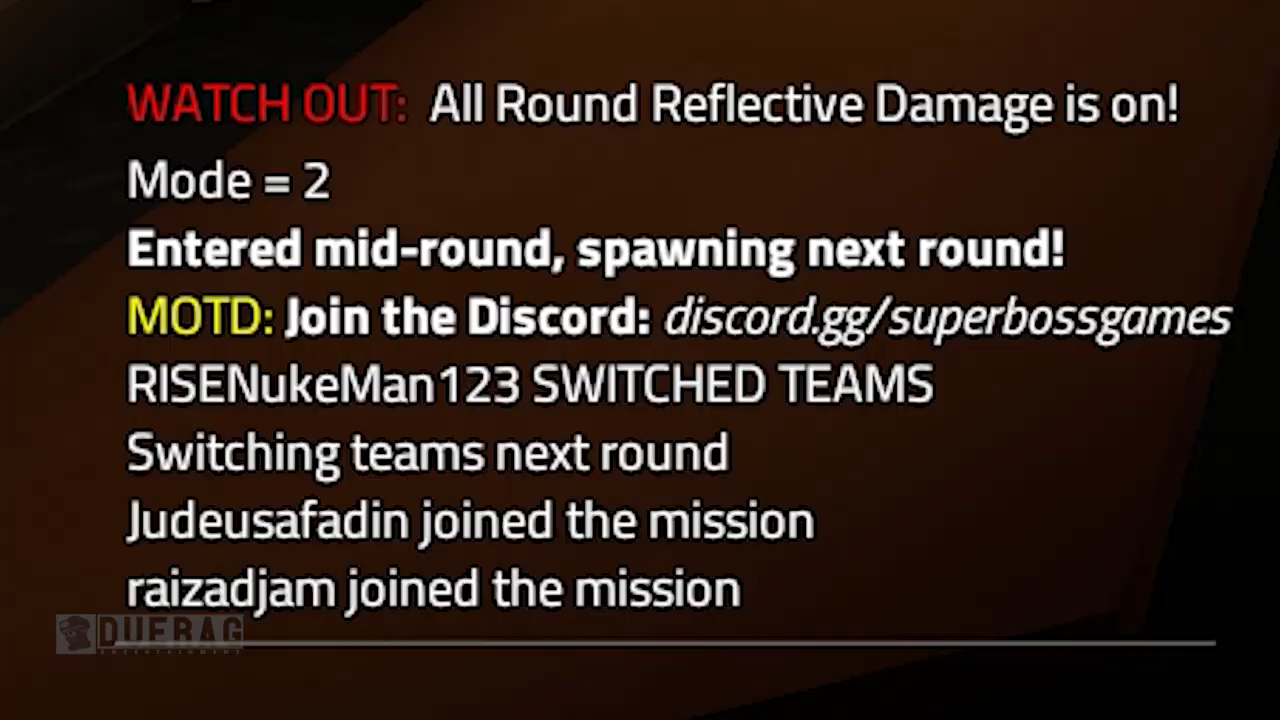 WATCH OUT: All Round Reflective Damage is on!
Mode = 2
Entered mid-round, spawning next round!
MOTD: Join the Discord: discord.gg/superbossgames
RISENukeMan123 SWITCHED TEAMS
Switching teams next round
Judeusafadin joined the mission
raizadjam joined the mission
DUEBAG
ENTERTAINMENT